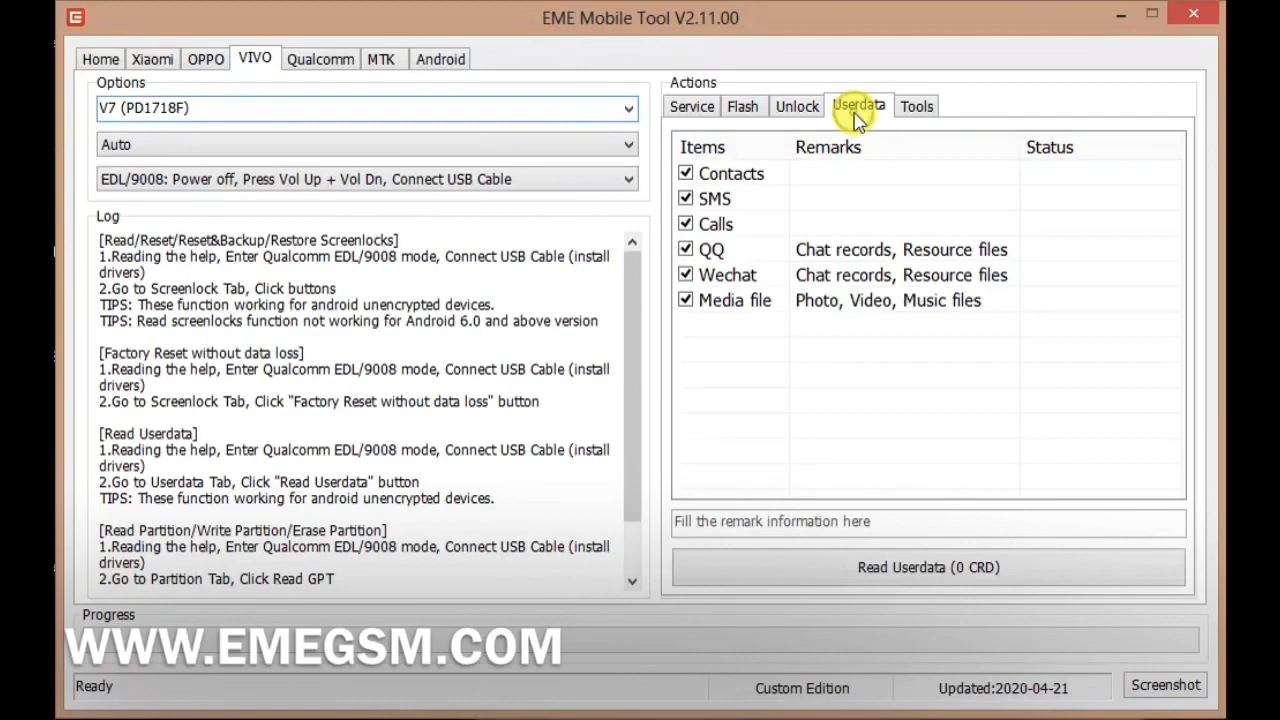 EME Mobile Tool V2.11.00
Home Xiaomi OPPO VIVO Qualcomm MTK Android
Options
V7 (PD1718F)
Auto
EDL/9008: Power off, Press Vol Up + Vol Dn, Connect USB Cable
Log
[Read/Reset/Reset&Backup/Restore Screenlocks]
1.Reading the help, Enter Qualcomm EDL/9008 mode, Connect USB Cable (install
drivers)
2.Go to Screenlock Tab, Click buttons
TIPS: These function working for android unencrypted devices.
TIPS: Read screenlocks function not working for Android 6.0 and above version
[Factory Reset without data loss]
1.Reading the help, Enter Qualcomm EDL/9008 mode, Connect USB Cable (install
drivers)
2.Go to Screenlock Tab, Click "Factory Reset without data loss" button
[Read Userdata]
1.Reading the help, Enter Qualcomm EDL/9008 mode, Connect USB Cable (install
drivers)
2.Go to Userdata Tab, Click "Read Userdata" button
TIPS: These function working for android unencrypted devices.
[Read Partition/Write Partition/Erase Partition]
1.Reading the help, Enter Qualcomm EDL/9008 mode, Connect USB Cable (install
drivers)
2.Go to Partition Tab, Click Read GPT
Actions
Service Flash Unlock Userdata Tools
Items Remarks Status
Contacts
SMS
Calls
QQ Chat records, Resource files
Wechat Chat records, Resource files
Media file Photo, Video, Music files
Fill the remark information here
Read Userdata (0 CRD)
Progress
WWW.EMEGSM.COM
Ready Custom Edition Updated:2020-04-21 Screenshot